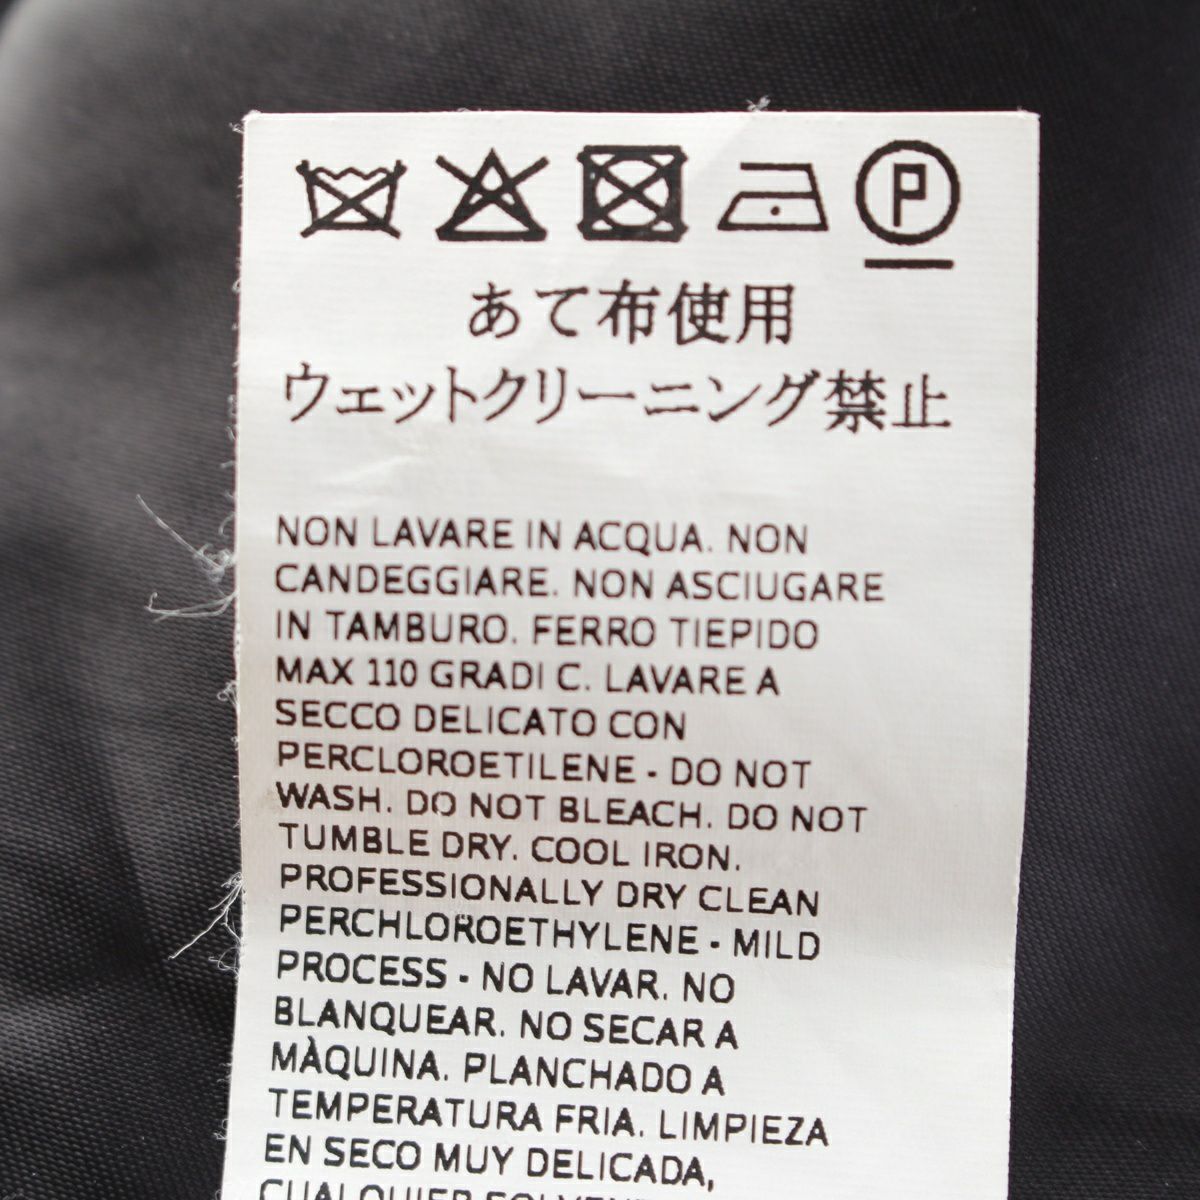 P
あて布使用
ウェットクリーニング禁止
NON LAVARE IN ACQUA. NON
CANDEGGIARE. NON ASCIUGARE
IN TAMBURO. FERRO TIEPIDO
MAX 110 GRADI C. LAVARE A
SECCO DELICATO CON
PERCLOROETILENE - DO NOT
WASH. DO NOT BLEACH. DO NOT
TUMBLE DRY. COOL IRON.
PROFESSIONALLY DRY CLEAN
PERCHLOROETHYLENE - MILD
PROCESS - NO LAVAR. NO
BLANQUEAR. NO SECAR A
MÀQUINA. PLANCHADO A
TEMPERATURA FRIA. LIMPIEZA
EN SECO MUY DELICADA,
CUALQUIER